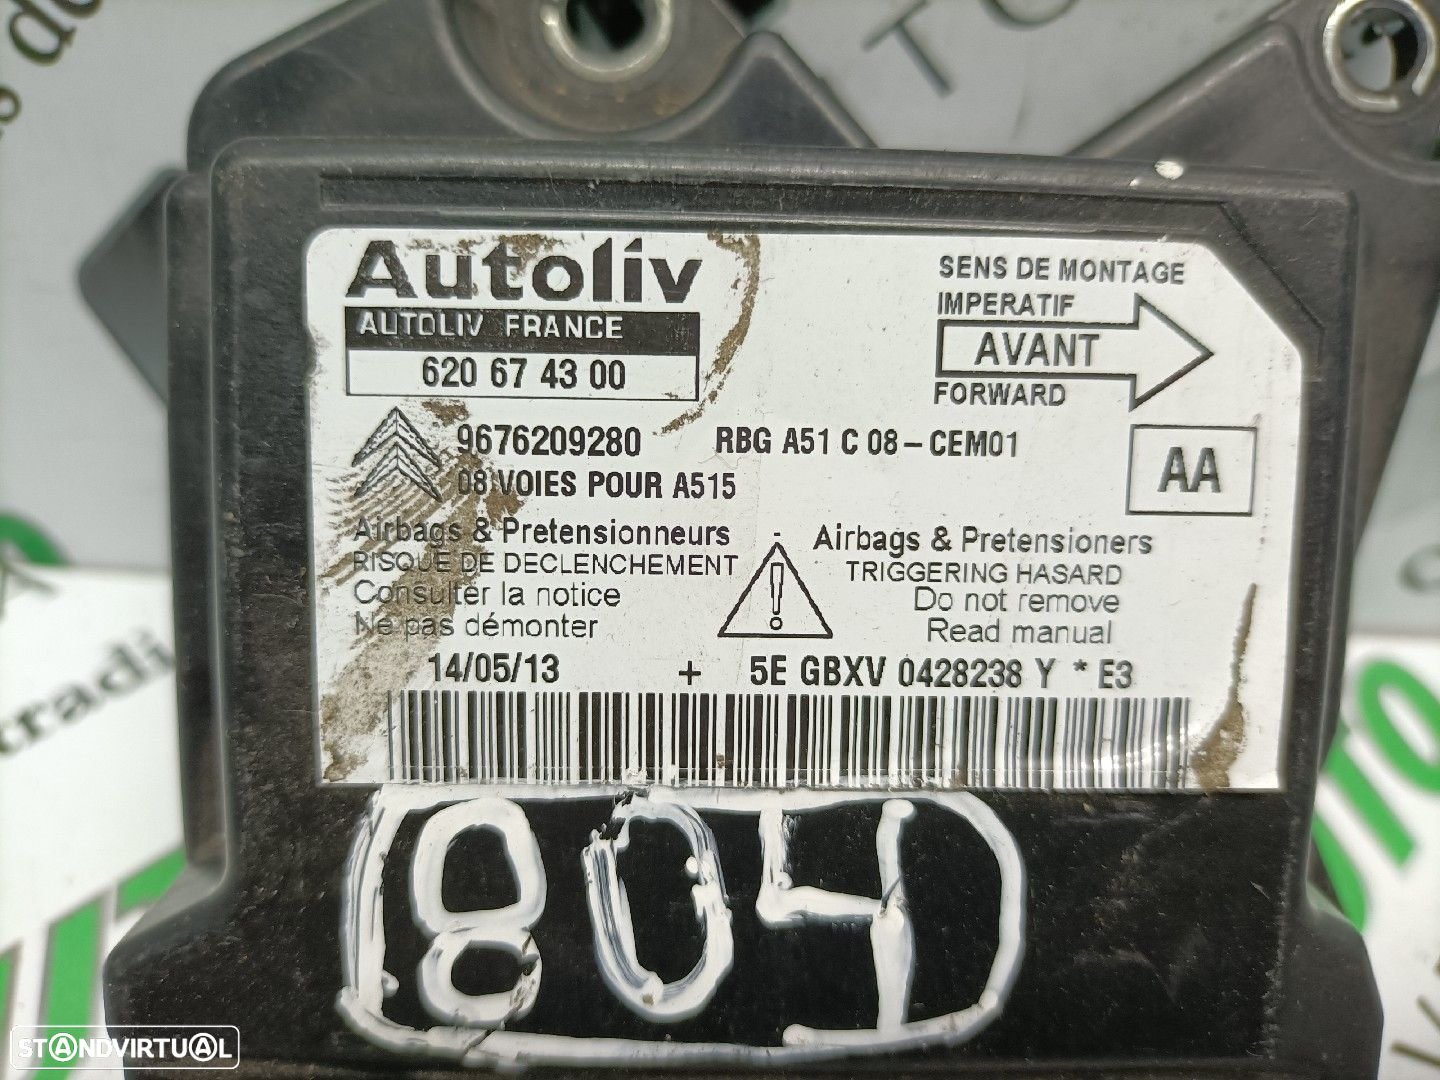 Autoliv
AUTOLIV FRANCE
620 67 43 00
SENS DE MONTAGE
IMPERATIF
AVANT
FORWARD
9676209280 RBG A51 C 08-CEM01
08 VOIES POUR A515
AA
Airbags & Pretensionneurs
RISQUE DE DECLENCHEMENT
Consulter la notice
Ne pas démonter
Airbags & Pretensioners
TRIGGERING HASARD
Do not remove
Read manual
14/05/13 + 5E GBXV 0428238 Y * E3
804
STANDVIRTUAL